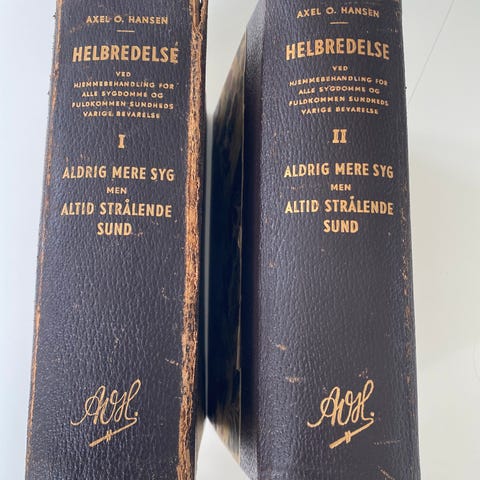 AXEL O. HANSEN
HELBREDELSE
VED
HJEMMEBEHANDLING FOR
ALLE SYGDOMME OG
FULDKOMMEN SUNDHEDS
VARIGE BEVARELSE
I
ALDRIG MERE SYG
MEN
ALTID STRÅLENDE
SUND
AOH.
AXEL O. HANSEN
HELBREDELSE
VED
HJEMMEBEHANDLING FOR
ALLE SYGDOMME OG
FULDKOMMEN SUNDHEDS
VARIGE BEVARELSE
II
ALDRIG MERE SYG
MEN
ALTID STRÅLENDE
SUND
AOH.